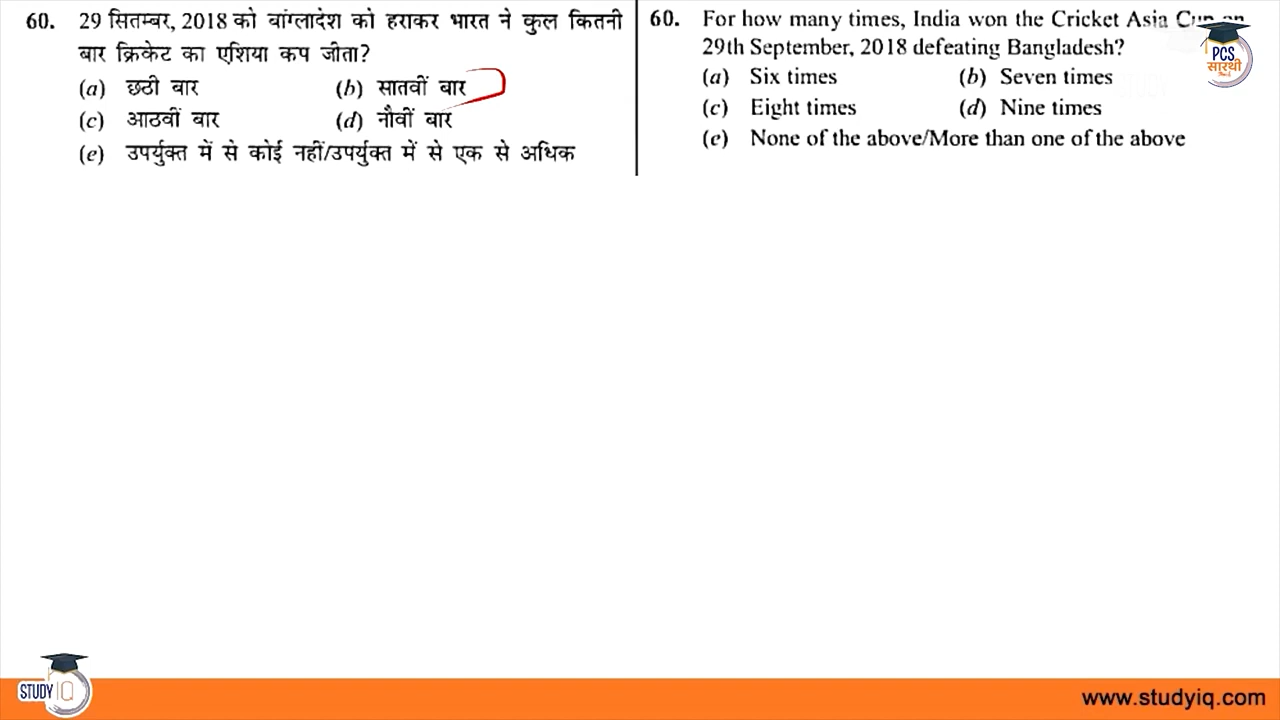 60. 29 सितम्बर, 2018 को बांग्लादेश को हराकर भारत ने कुल कितनी
बार क्रिकेट का एशिया कप जीता?
(a) छठी बार (b) सातवीं बार
(c) आठवीं बार (d) नौवीं बार
(e) उपर्युक्त में से कोई नहीं/उपर्युक्त में से एक से अधिक
60. For how many times, India won the Cricket Asia Cup on
29th September, 2018 defeating Bangladesh?
(a) Six times (b) Seven times
(c) Eight times (d) Nine times
(e) None of the above/More than one of the above
PCS
सारथी
STUDY IQ
www.studyiq.com